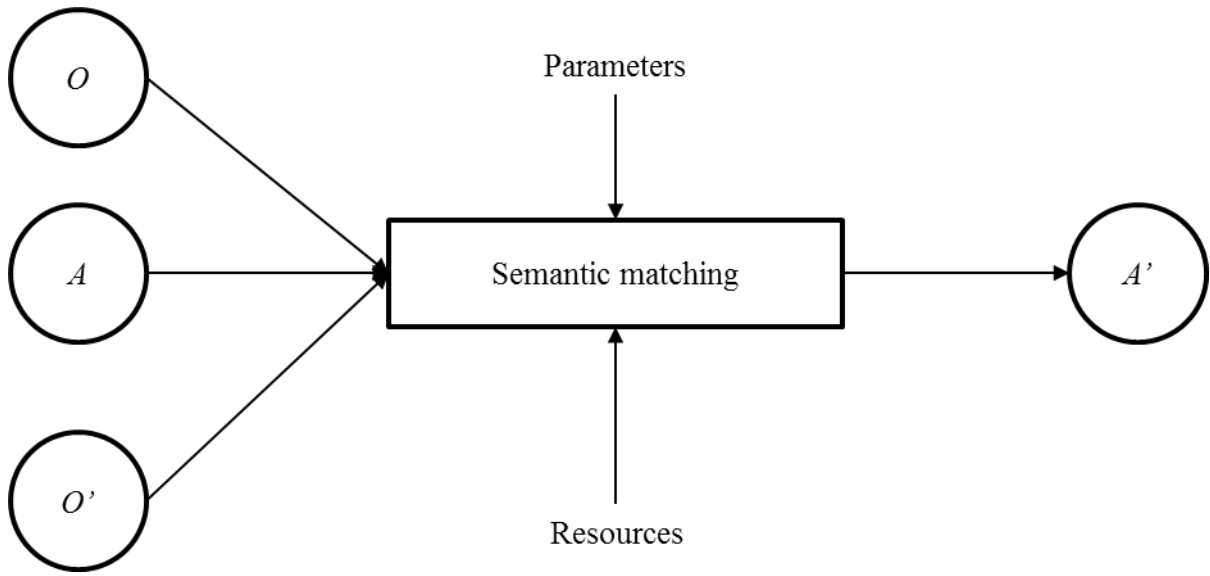 O
Parameters
A
Semantic matching
A’
O’
Resources